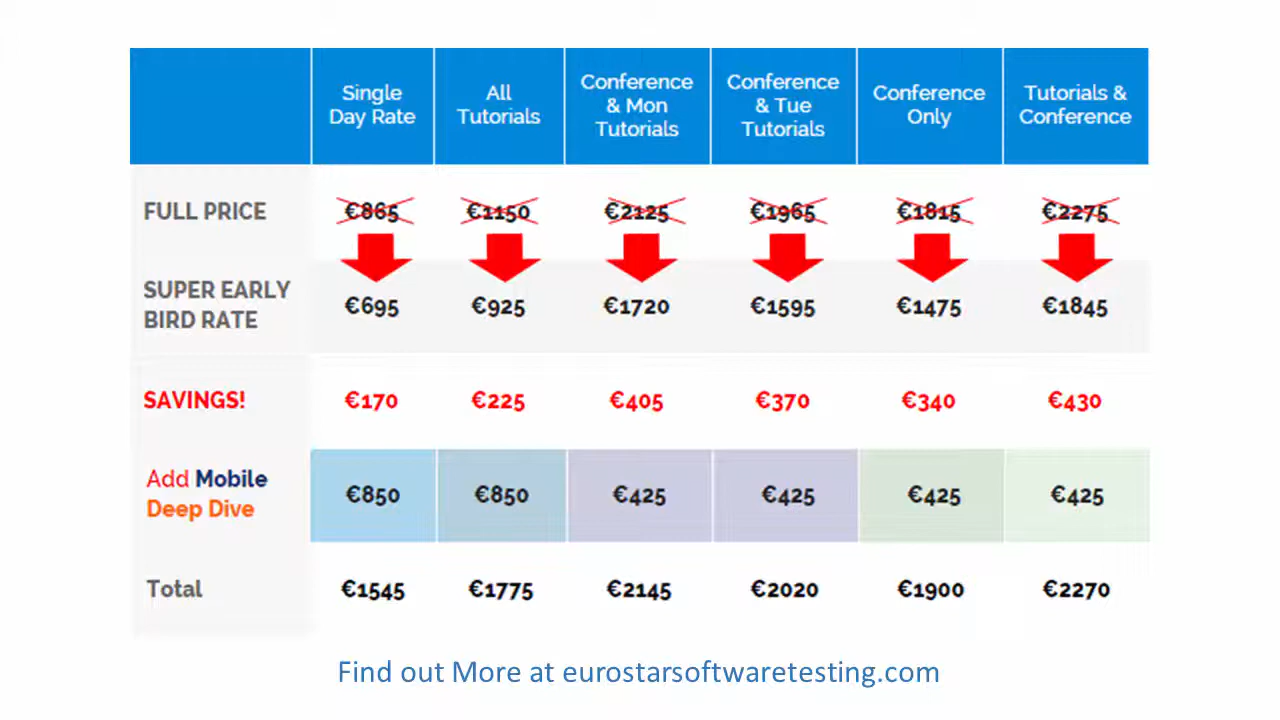 Single Day Rate
All Tutorials
Conference & Mon Tutorials
Conference & Tue Tutorials
Conference Only
Tutorials & Conference
FULL PRICE €865 €1150 €2125 €1965 €1815 €2275
SUPER EARLY BIRD RATE €695 €925 €1720 €1595 €1475 €1845
SAVINGS! €170 €225 €405 €370 €340 €430
Add Mobile Deep Dive €850 €850 €425 €425 €425 €425
Total €1545 €1775 €2145 €2020 €1900 €2270
Find out More at eurostarsoftwaretesting.com